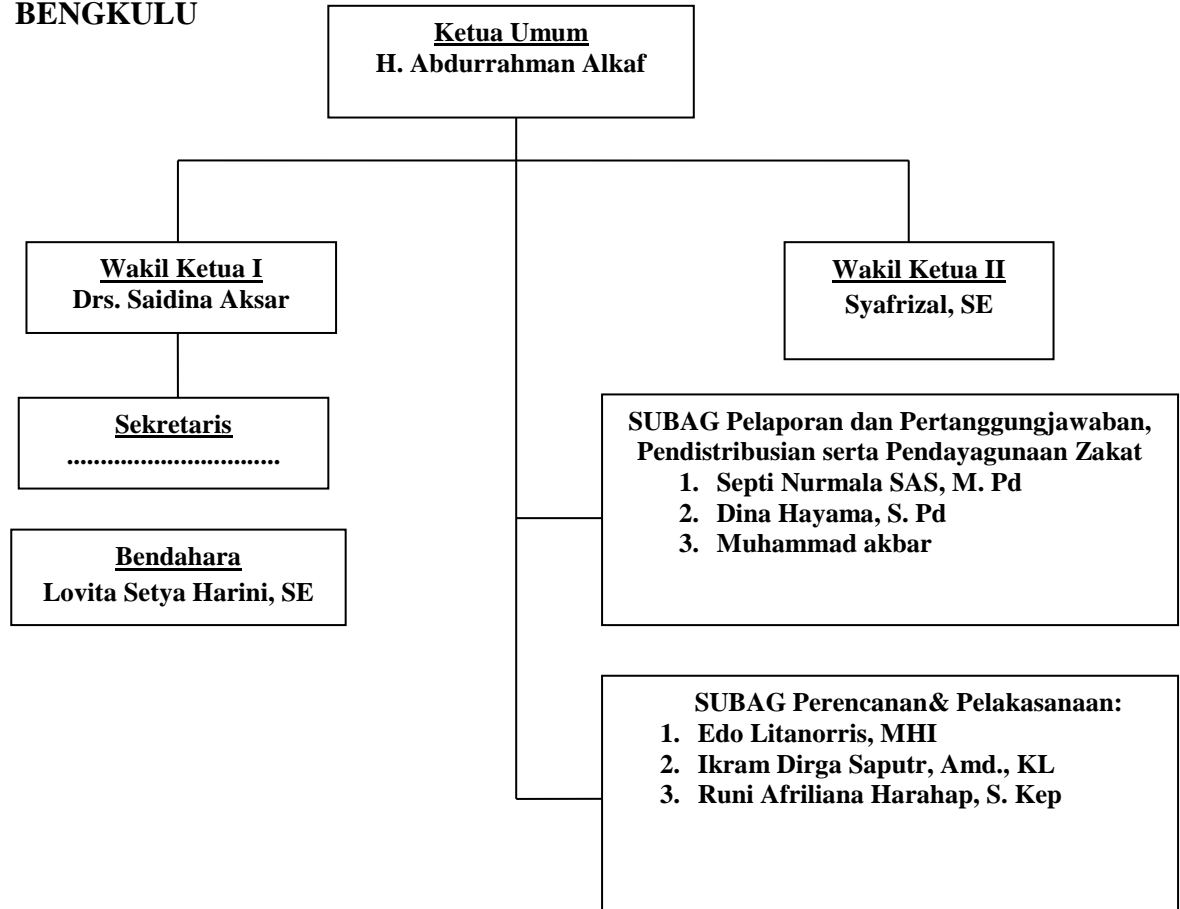 BENGKULU
Ketua Umum
H. Abdurrahman Alkaf
Wakil Ketua I
Drs. Saidina Aksar
Wakil Ketua II
Syafrizal, SE
Sekretaris
................................
Bendahara
Lovita Setya Harini, SE
SUBAG Pelaporan dan Pertanggungjawaban,
Pendistribusian serta Pendayagunaan Zakat
1. Septi Nurmala SAS, M. Pd
2. Dina Hayama, S. Pd
3. Muhammad akbar
SUBAG Perencanan& Pelakasanaan:
1. Edo Litanorris, MHI
2. Ikram Dirga Saputr, Amd., KL
3. Runi Afriliana Harahap, S. Kep